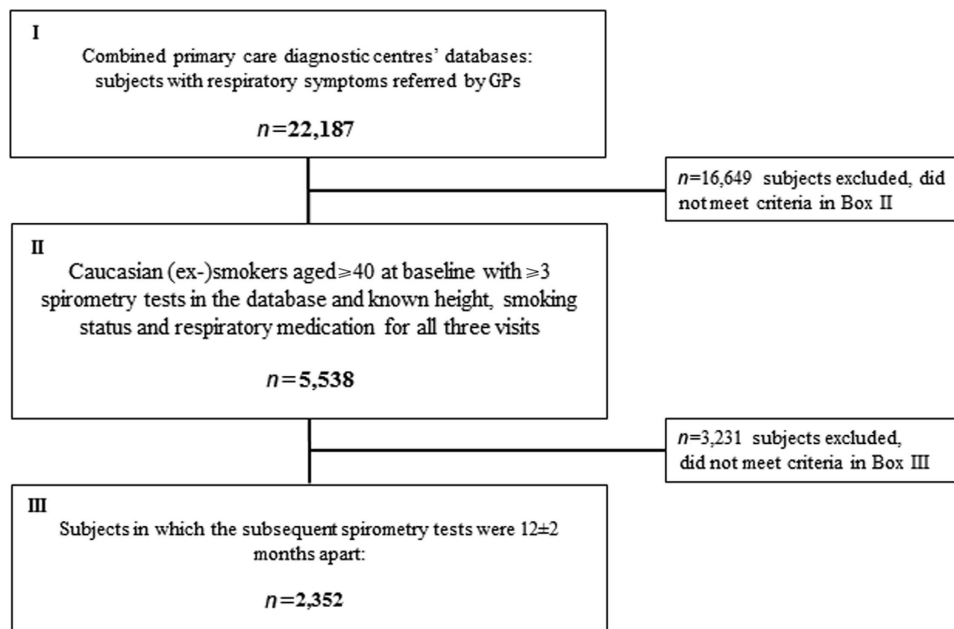 I
Combined primary care diagnostic centres’ databases:
subjects with respiratory symptoms referred by GPs
n=22,187
n=16,649 subjects excluded, did
not meet criteria in Box II
II
Caucasian (ex-)smokers aged≥40 at baseline with ≥3
spirometry tests in the database and known height, smoking
status and respiratory medication for all three visits
n=5,538
n=3,231 subjects excluded,
did not meet criteria in Box III
III
Subjects in which the subsequent spirometry tests were 12±2
months apart:
n=2,352